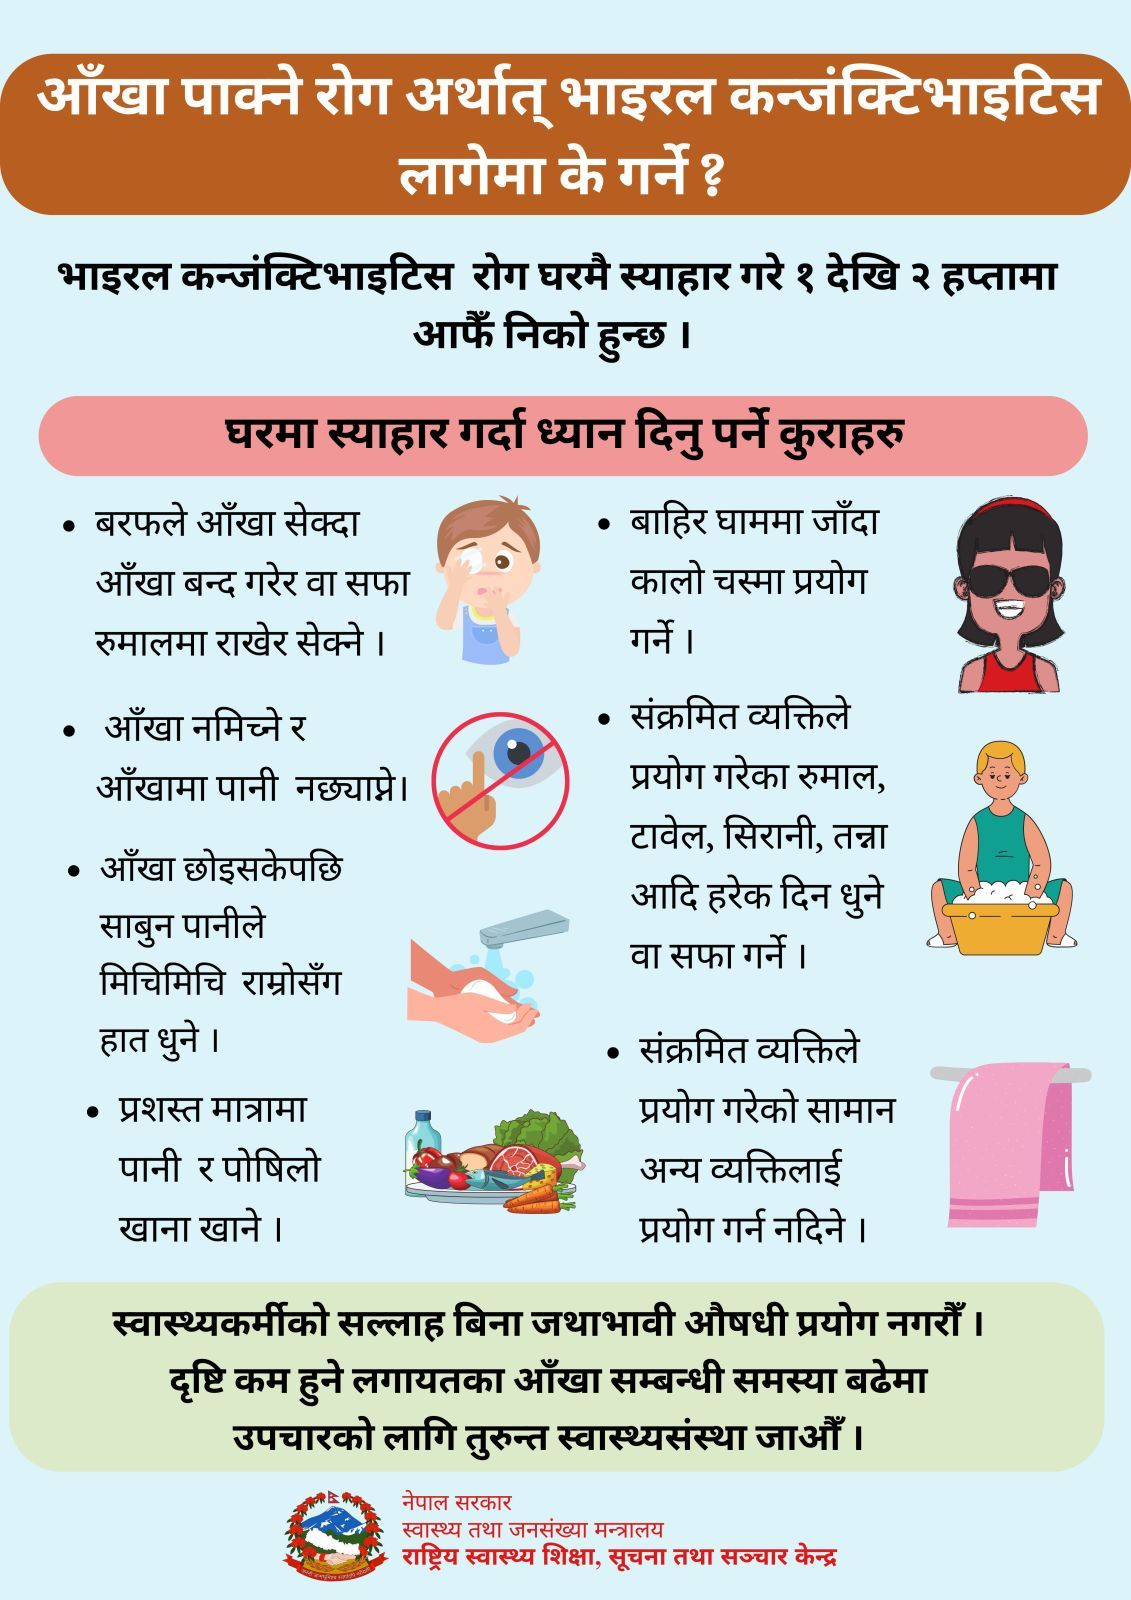 आँखा पाक्ने रोग अर्थात् भाइरल कन्जंक्टिभाइटिस
लागेमा के गर्ने ?
भाइरल कन्जंक्टिभाइटिस रोग घरमै स्याहार गरे १ देखि २ हप्तामा
आफैँ निको हुन्छ ।
घरमा स्याहार गर्दा ध्यान दिनु पर्ने कुराहरु
• बरफले आँखा सेक्दा
आँखा बन्द गरेर वा सफा
रुमालमा राखेर सेक्ने ।
• आँखा नमिच्ने र
आँखामा पानी नछ्याप्ने।
• आँखा छोइसकेपछि
साबुन पानीले
मिचिमिचि राम्रोसँग
हात धुने ।
• प्रशस्त मात्रामा
पानी र पोषिलो
खाना खाने ।
• बाहिर घाममा जाँदा
कालो चस्मा प्रयोग
गर्ने ।
• संक्रमित व्यक्तिले
प्रयोग गरेका रुमाल,
टावेल, सिरानी, तन्ना
आदि हरेक दिन धुने
वा सफा गर्ने ।
• संक्रमित व्यक्तिले
प्रयोग गरेको सामान
अन्य व्यक्तिलाई
प्रयोग गर्न नदिने ।
स्वास्थ्यकर्मीको सल्लाह बिना जथाभावी औषधी प्रयोग नगरौँ ।
दृष्टि कम हुने लगायतका आँखा सम्बन्धी समस्या बढेमा
उपचारको लागि तुरुन्त स्वास्थ्यसंस्था जाऔँ ।
नेपाल सरकार
स्वास्थ्य तथा जनसंख्या मन्त्रालय
राष्ट्रिय स्वास्थ्य शिक्षा, सूचना तथा सञ्चार केन्द्र